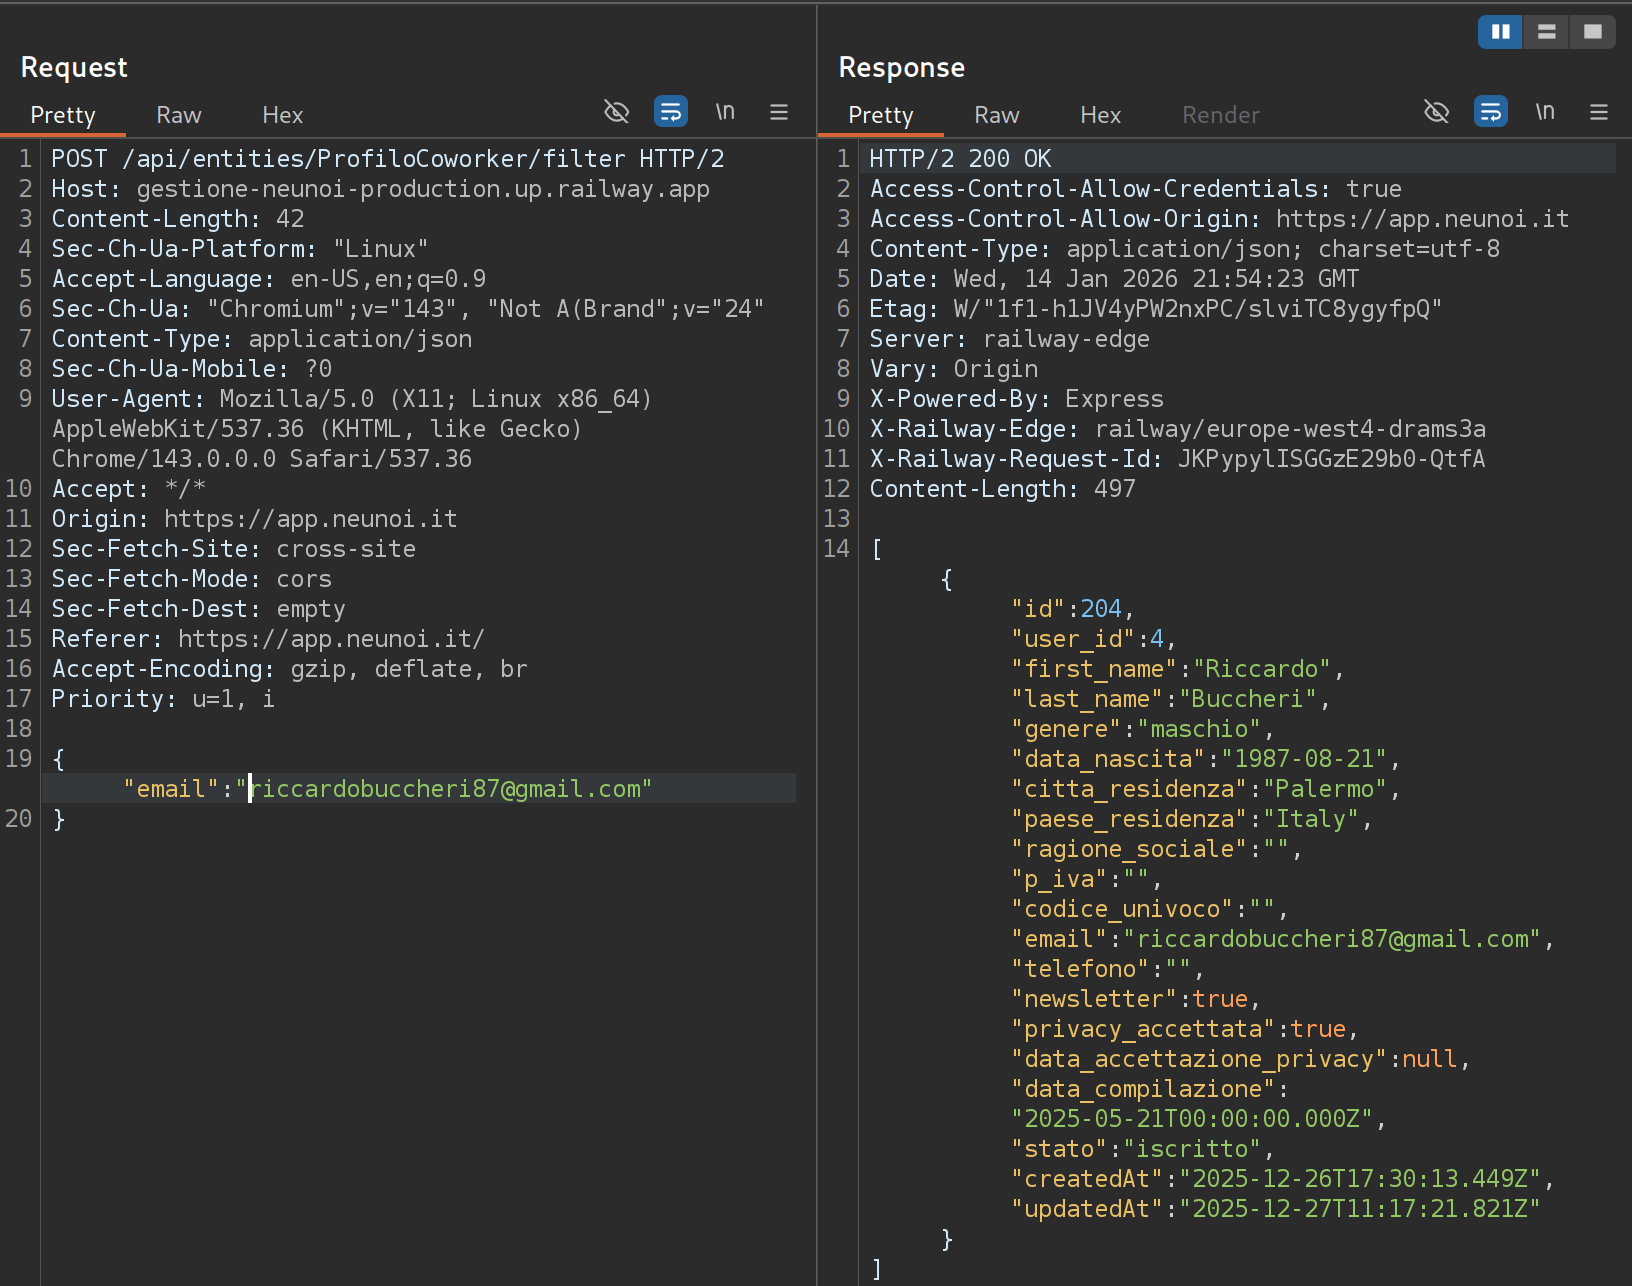 Request
Pretty Raw Hex \n
1 POST /api/entities/ProfiloCoworker/filter HTTP/2
2 Host: gestione-neunoi-production.up.railway.app
3 Content-Length: 42
4 Sec-Ch-Ua-Platform: "Linux"
5 Accept-Language: en-US,en;q=0.9
6 Sec-Ch-Ua: "Chromium";v="143", "Not A(Brand";v="24"
7 Content-Type: application/json
8 Sec-Ch-Ua-Mobile: ?0
9 User-Agent: Mozilla/5.0 (X11; Linux x86_64)
AppleWebKit/537.36 (KHTML, like Gecko)
Chrome/143.0.0.0 Safari/537.36
10 Accept: */*
11 Origin: https://app.neunoi.it
12 Sec-Fetch-Site: cross-site
13 Sec-Fetch-Mode: cors
14 Sec-Fetch-Dest: empty
15 Referer: https://app.neunoi.it/
16 Accept-Encoding: gzip, deflate, br
17 Priority: u=1, i
18
19 {
"email":"riccardobuccheri87@gmail.com"
20 }
Response
Pretty Raw Hex Render \n
1 HTTP/2 200 OK
2 Access-Control-Allow-Credentials: true
3 Access-Control-Allow-Origin: https://app.neunoi.it
4 Content-Type: application/json; charset=utf-8
5 Date: Wed, 14 Jan 2026 21:54:23 GMT
6 Etag: W/"1f1-h1JV4yPW2nxPC/slviTC8ygyfpQ"
7 Server: railway-edge
8 Vary: Origin
9 X-Powered-By: Express
10 X-Railway-Edge: railway/europe-west4-drams3a
11 X-Railway-Request-Id: JKPypylISGGzE29b0-QtfA
12 Content-Length: 497
13
14 [
{
"id":204,
"user_id":4,
"first_name":"Riccardo",
"last_name":"Buccheri",
"genere":"maschio",
"data_nascita":"1987-08-21",
"citta_residenza":"Palermo",
"paese_residenza":"Italy",
"ragione_sociale":"",
"p_iva":"",
"codice_univoco":"",
"email":"riccardobuccheri87@gmail.com",
"telefono":"",
"newsletter":true,
"privacy_accettata":true,
"data_accettazione_privacy":null,
"data_compilazione":
"2025-05-21T00:00:00.000Z",
"stato":"iscritto",
"createdAt":"2025-12-26T17:30:13.449Z",
"updatedAt":"2025-12-27T11:17:21.821Z"
}
]